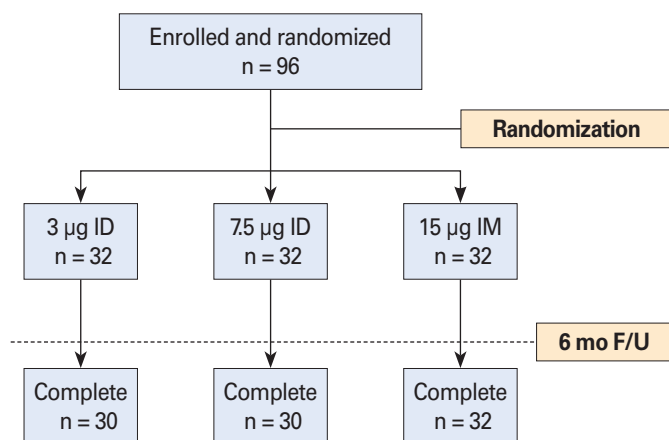 Enrolled and randomized
n = 96
Randomization
3 µg ID
n = 32
7.5 µg ID
n = 32
15 µg IM
n = 32
6 mo F/U
Complete
n = 30
Complete
n = 30
Complete
n = 32